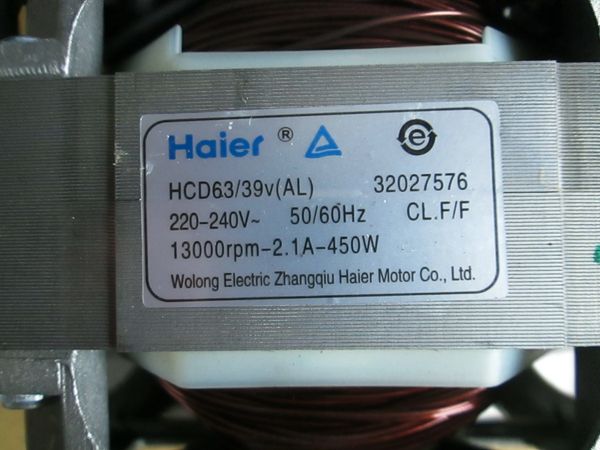 Haier ®
HCD63/39v(AL) 32027576
220-240V~ 50/60Hz CL.F/F
13000rpm-2.1A-450W
Wolong Electric Zhangqiu Haier Motor Co., Ltd.